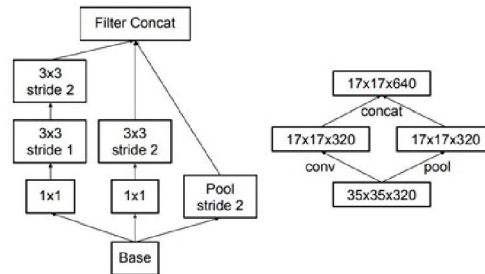 Filter Concat
3x3
stride 2
3x3
stride 1
3x3
stride 2
1x1
1x1
Pool
stride 2
Base
17x17x640
concat
17x17x320
17x17x320
conv
pool
35x35x320